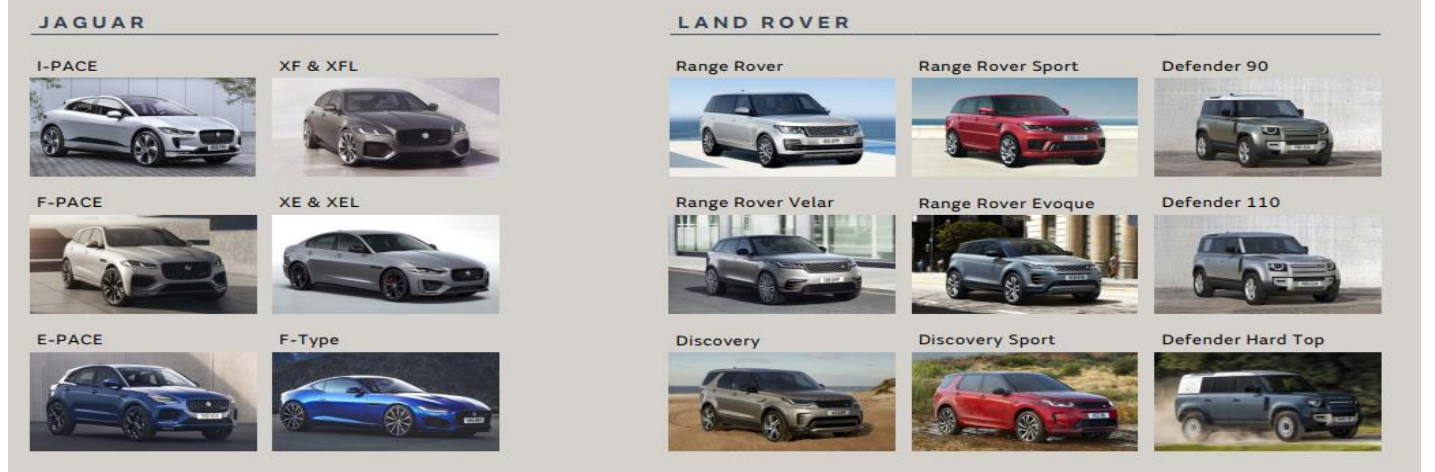 JAGUAR
I-PACE
XF & XFL
F-PACE
XE & XEL
E-PACE
F-Type
LAND ROVER
Range Rover
Range Rover Sport
Defender 90
Range Rover Velar
Range Rover Evoque
Defender 110
Discovery
Discovery Sport
Defender Hard Top